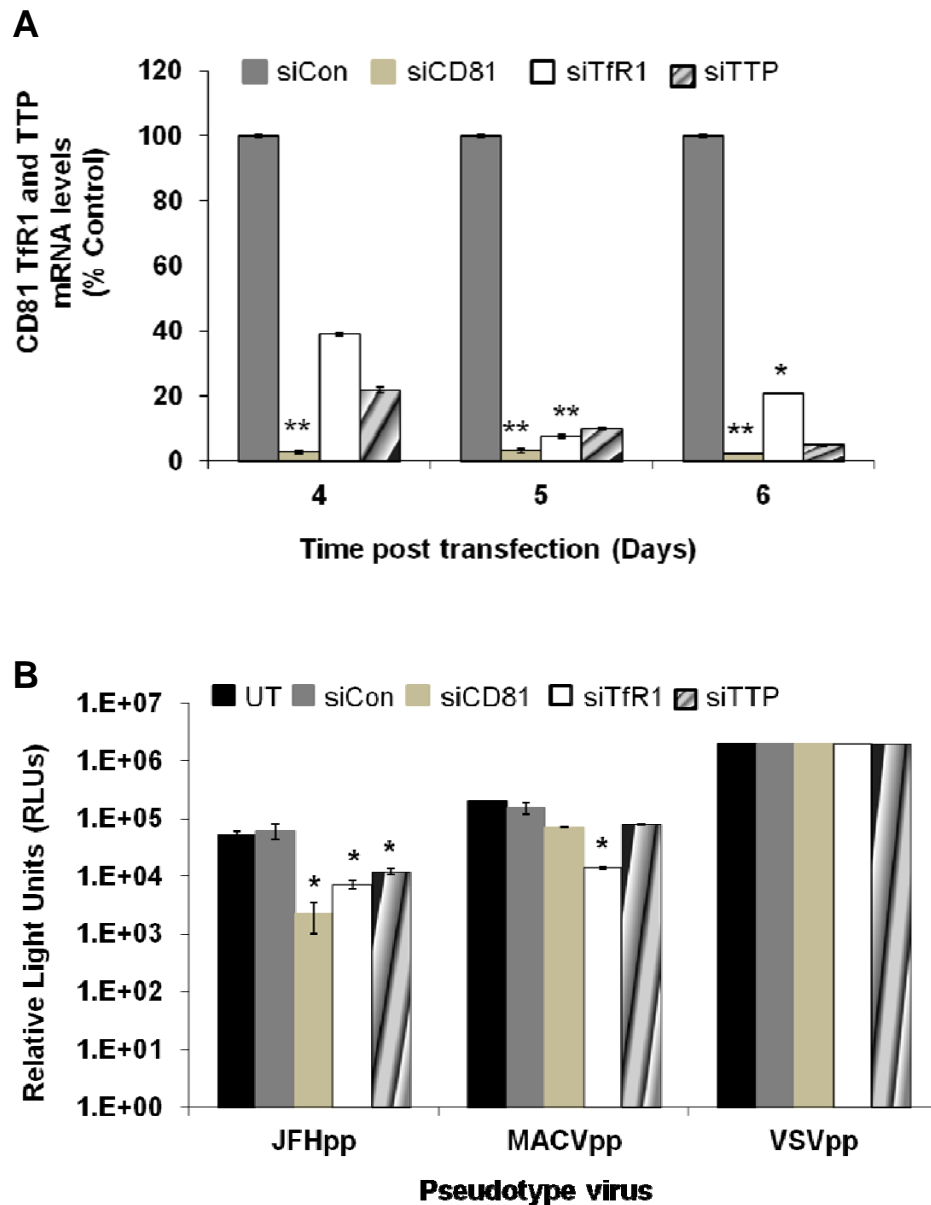 A
siCon siCD81 siTfR1 siTTP
CD81 TfR1 and TTP
mRNA levels
(% Control)
120
100
80
60
40
20
0
** ** ** ** *
4 5 6
Time post transfection (Days)
B
UT siCon siCD81 siTfR1 siTTP
Relative Light Units (RLUs)
1.E+07
1.E+06
1.E+05
1.E+04
1.E+03
1.E+02
1.E+01
1.E+00
* * * *
JFHpp MACVpp VSVpp
Pseudotype virus